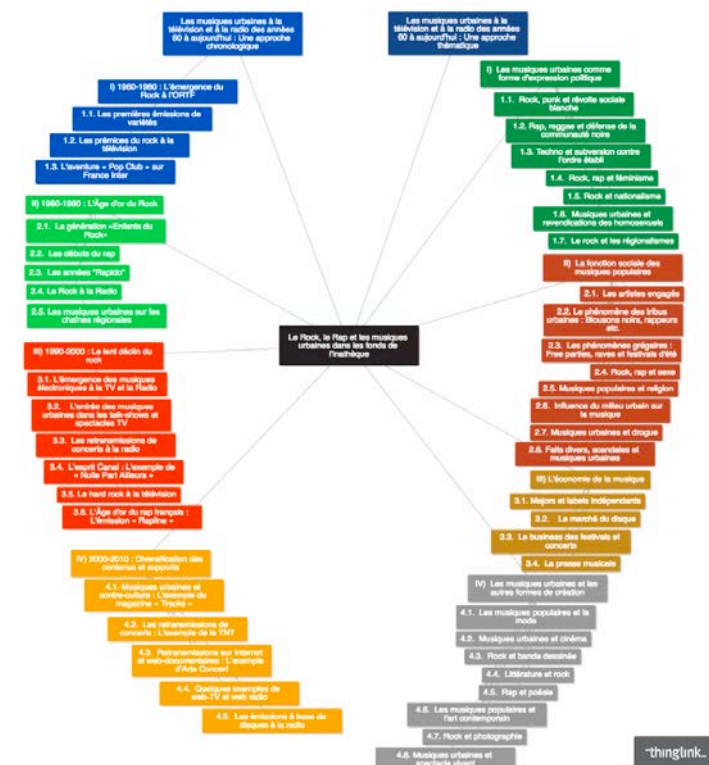 Les musiques urbaines à la
télévision et à la radio des années
60 à aujourd'hui : Une approche
chronologique
I) 1960-1980 : L'émergence du
Rock à l'ORTF
1.1. Les premières émissions de
variétés
1.2. Les prémices du rock à la
télévision
1.3. L'aventure « Pop Club » sur
France Inter
II) 1980-1990 : L'Âge d'or du Rock
2.1. La génération «Enfants du
Rock»
2.2. Les débuts du rap
2.3. Les années "Rapido"
2.4. Le Rock à la Radio
2.5. Les musiques urbaines sur les
chaînes régionales
III) 1990-2000 : Le lent déclin du
rock
3.1. L'émergence des musiques
électroniques à la TV et la Radio
3.2. L'entrée des musiques
urbaines dans les talk-shows et
spectacles TV
3.3. Les retransmissions de
concerts à la radio
3.4. L'esprit Canal : L'exemple de
« Nulle Part Ailleurs »
3.5. Le hard rock à la télévision
3.6. L'Âge d'or du rap français :
L'émission « Rapline »
IV) 2000-2010 : Diversification des
contenus et supports
4.1. Musiques urbaines et
contre-culture : L'exemple du
magazine « Tracks »
4.2. Les retransmissions de
concerts : L'exemple de la TNT
4.3. Retransmissions sur Internet
et web-documentaires : L'exemple
d'Arte Concert
4.4. Quelques exemples de
web-TV et web radio
4.5. Les émissions à base de
disques à la radio
Le Rock, le Rap et les musiques
urbaines dans les fonds de
l'Inathèque
Les musiques urbaines à la
télévision et à la radio des années
60 à aujourd'hui : Une approche
thématique
I) Les musiques urbaines comme
forme d'expression politique
1.1. Rock, punk et révolte sociale
blanche
1.2. Rap, reggae et défense de la
communauté noire
1.3. Techno et subversion contre
l'ordre établi
1.4. Rock, rap et féminisme
1.5. Rock et nationalisme
1.6. Musiques urbaines et
revendications des homosexuels
1.7. Le rock et les régionalismes
II) La fonction sociale des
musiques populaires
2.1. Les artistes engagés
2.2. Le phénomène des tribus
urbaines : Blousons noirs, rappeurs
etc.
2.3. Les phénomènes grégaires :
Free parties, raves et festivals d'été
2.4. Rock, rap et sexe
2.5. Musiques populaires et religion
2.6. Influence du milieu urbain sur
la musique
2.7. Musiques urbaines et drogue
2.8. Faits divers, scandales et
musiques urbaines
III) L'économie de la musique
3.1. Majors et labels indépendants
3.2. Le marché du disque
3.3. Le business des festivals et
concerts
3.4. La presse musicale
IV) Les musiques urbaines et les
autres formes de création
4.1. Les musiques populaires et la
mode
4.2. Musiques urbaines et cinéma
4.3. Rock et bande dessinée
4.4. Littérature et rock
4.5. Rap et poésie
4.6. Les musiques populaires et
l'art contemporain
4.7. Rock et photographie
4.8. Musiques urbaines et
spectacle vivant
thinglink..